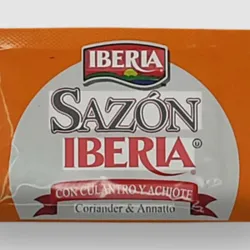 IBERIA
SAZÓN
IBERIA®
CON CULANTRO Y ACHIOTE
Coriander & Annatto